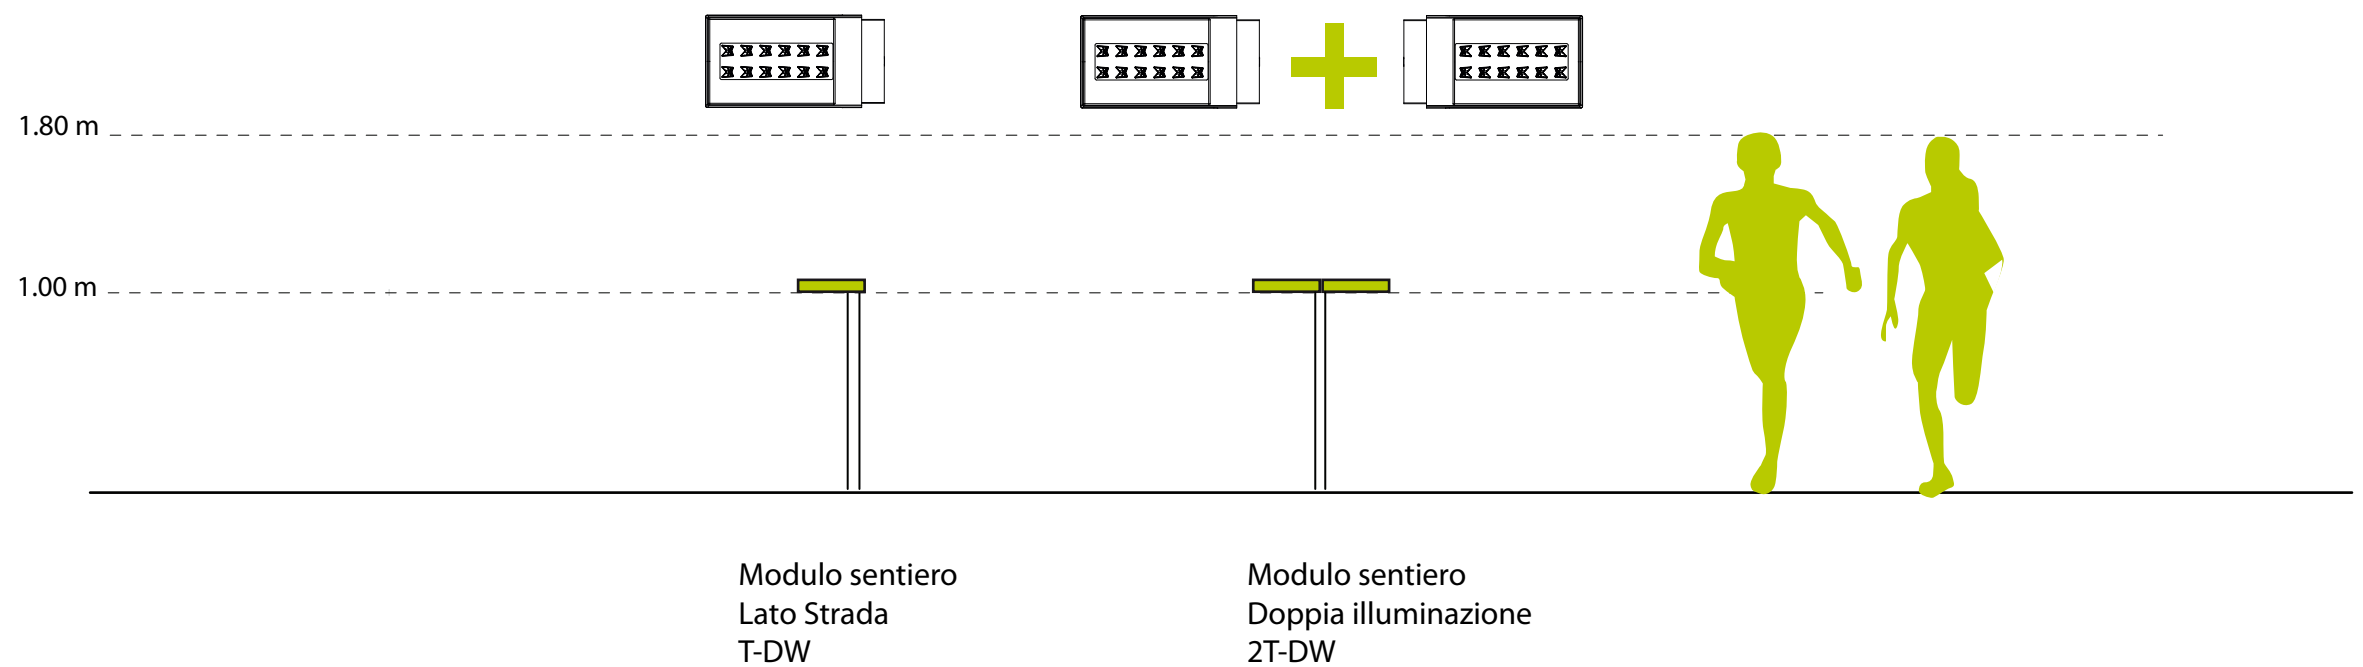 1.80 m
1.00 m
Modulo sentiero
Lato Strada
T-DW
Modulo sentiero
Doppia illuminazione
2T-DW